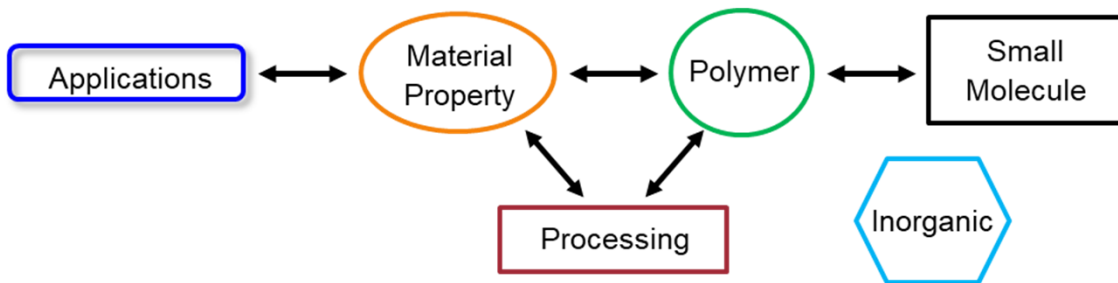 Applications
Material
Property
Polymer
Small
Molecule
Processing
Inorganic